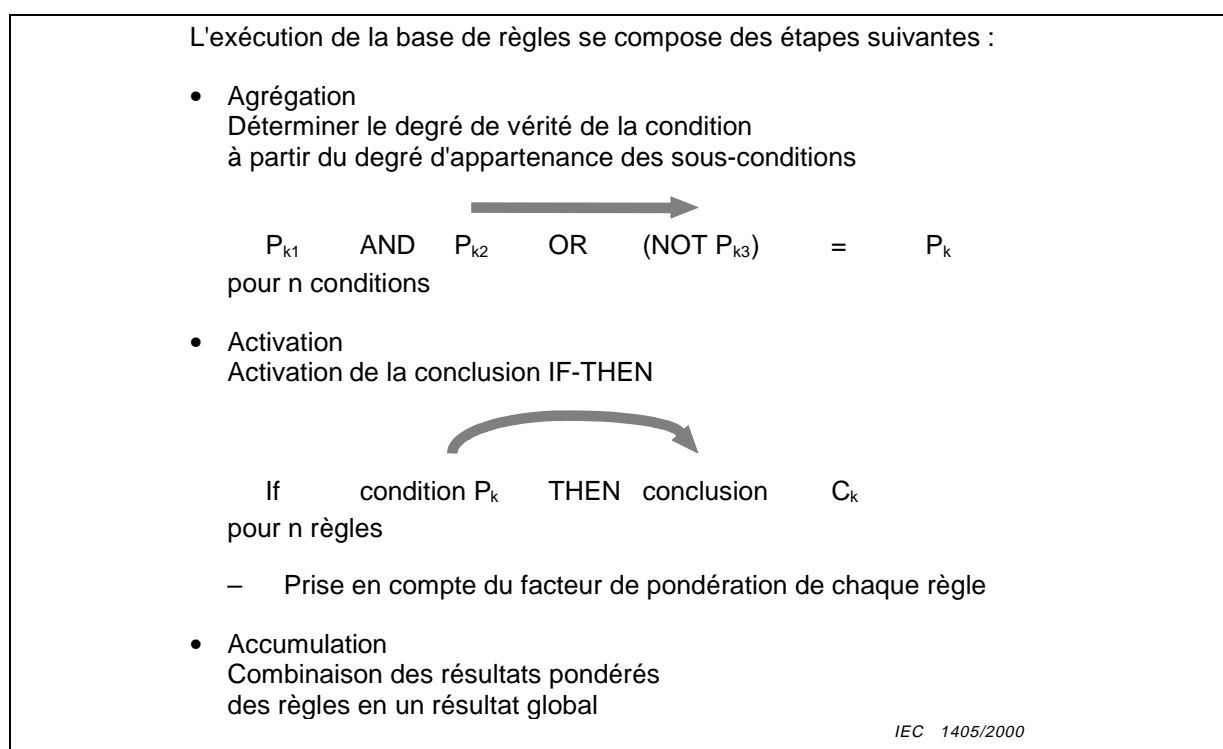 L'exécution de la base de règles se compose des étapes suivantes :
• Agrégation
Déterminer le degré de vérité de la condition
à partir du degré d'appartenance des sous-conditions
Pk1 AND Pk2 OR (NOT Pk3) = Pk
pour n conditions
• Activation
Activation de la conclusion IF-THEN
If condition Pk THEN conclusion Ck
pour n règles
– Prise en compte du facteur de pondération de chaque règle
• Accumulation
Combinaison des résultats pondérés
des règles en un résultat global
IEC 1405/2000